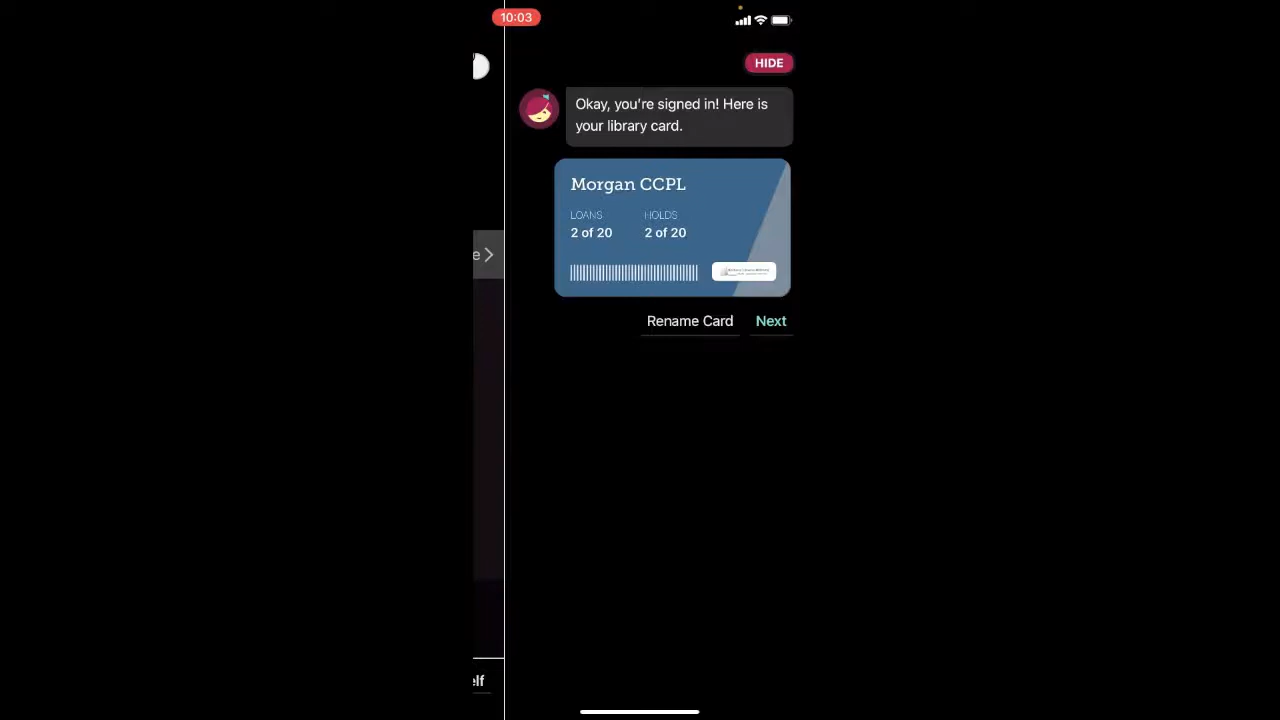 10:03
HIDE
Okay, you're signed in! Here is
your library card.
e
Morgan CCPL
LOANS HOLDS
2 of 20 2 of 20
Rename Card Next
elf